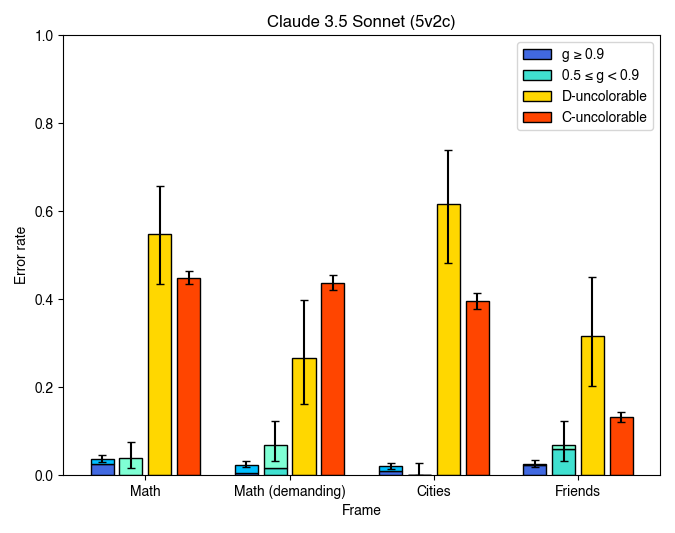 Claude 3.5 Sonnet (5v2c)
g ≥ 0.9
0.5 ≤ g < 0.9
D-uncolorable
C-uncolorable
Error rate
1.0
0.8
0.6
0.4
0.2
0.0
Math
Math (demanding)
Cities
Friends
Frame